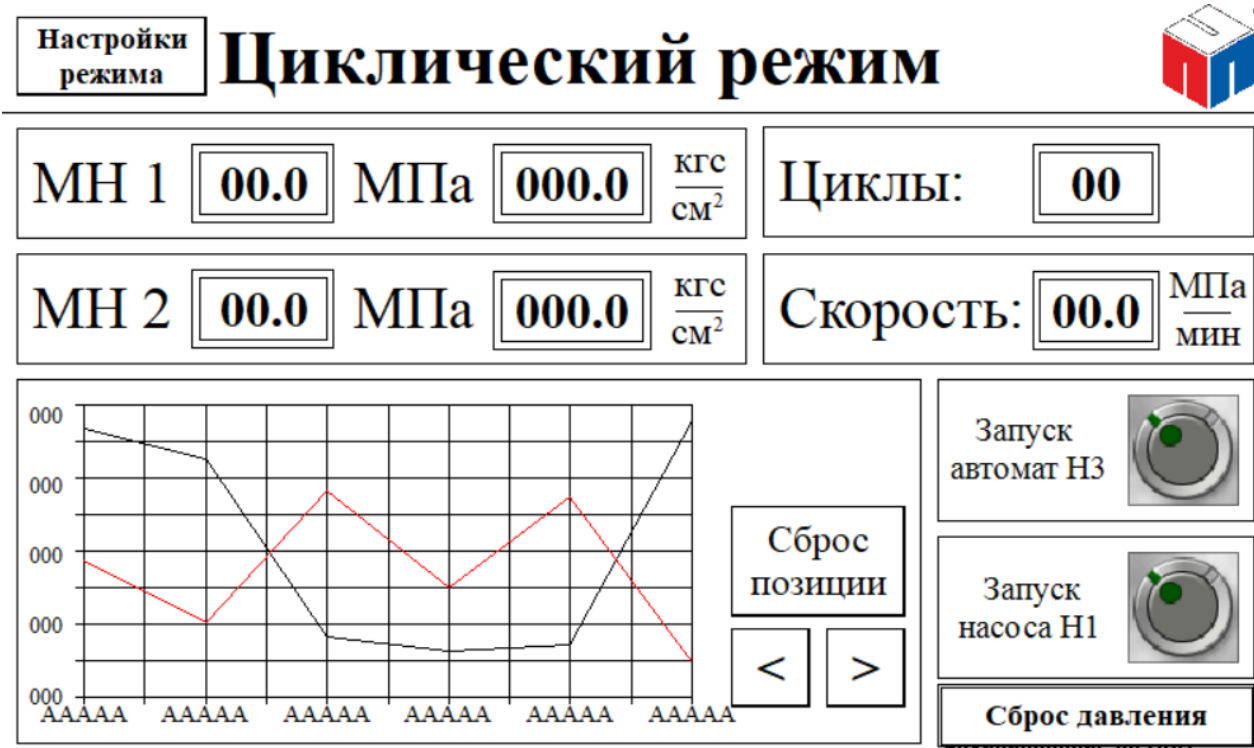 Настройки
режима
Циклический режим
МН 1 00.0 МПа 000.0 кгс
см²
Циклы: 00
МН 2 00.0 МПа 000.0 кгс
см²
Скорость: 00.0 МПа
мин
000
000
000
000
000
ААААА ААААА ААААА ААААА ААААА ААААА
Сброс
позиции
< >
Запуск
автомат Н3
Запуск
насоса Н1
Сброс давления